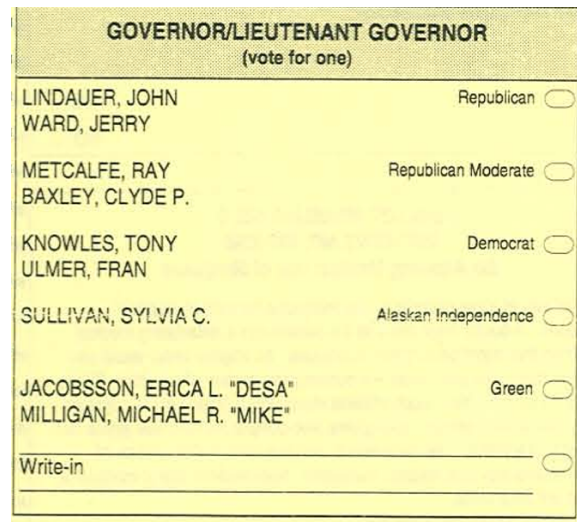 GOVERNOR/LIEUTENANT GOVERNOR
(vote for one)
LINDAUER, JOHN Republican
WARD, JERRY
METCALFE, RAY Republican Moderate
BAXLEY, CLYDE P.
KNOWLES, TONY Democrat
ULMER, FRAN
SULLIVAN, SYLVIA C. Alaskan Independence
JACOBSSON, ERICA L. "DESA" Green
MILLIGAN, MICHAEL R. "MIKE"
Write-in